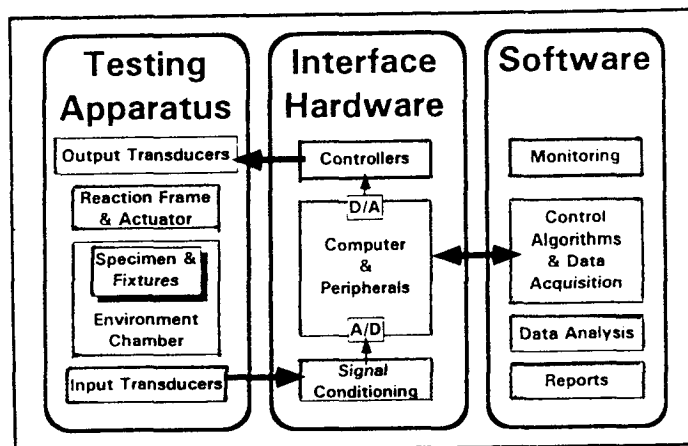 Testing
Apparatus
Output Transducers
Reaction Frame
& Actuator
Specimen &
Fixtures
Environment
Chamber
Input Transducers
Interface
Hardware
Controllers
D/A
Computer
&
Peripherals
A/D
Signal
Conditioning
Software
Monitoring
Control
Algorithms
& Data
Acquisition
Data Analysis
Reports